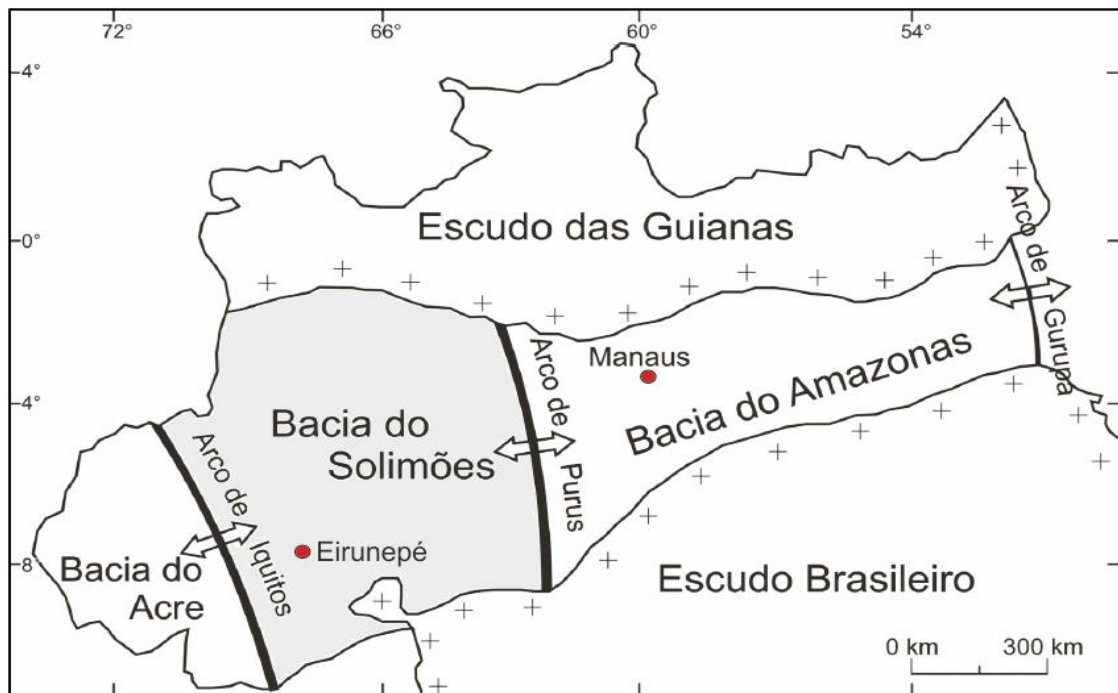 72°
66°
60°
54°
4°
0°
4°
8
Escudo das Guianas
Arco de
Gurupa
Manaus
Bacia do Amazonas
Arco de
Purus
Bacia do
Solimões
Arco de
Iquitos
Eirunepé
Bacia do
Acre
Escudo Brasileiro
0 km 300 km